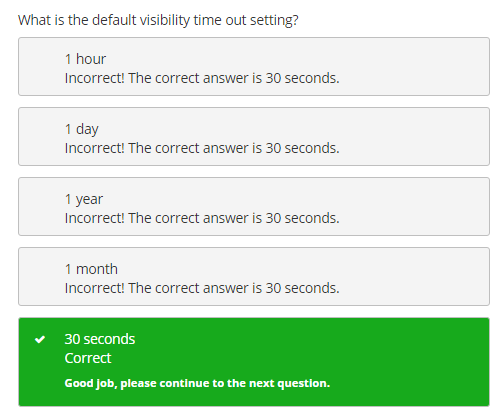 What is the default visibility time out setting?
1 hour
Incorrect! The correct answer is 30 seconds.
1 day
Incorrect! The correct answer is 30 seconds.
1 year
Incorrect! The correct answer is 30 seconds.
1 month
Incorrect! The correct answer is 30 seconds.
30 seconds
Correct
Good job, please continue to the next question.